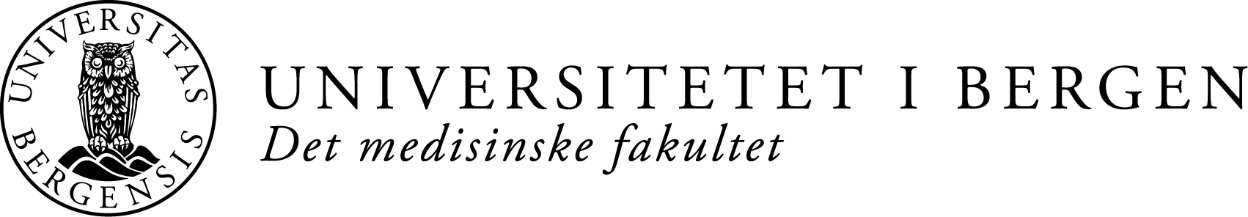 UNIVERSITAS
BERGENSIS
UNIVERSITETET I BERGEN
Det medisinske fakultet